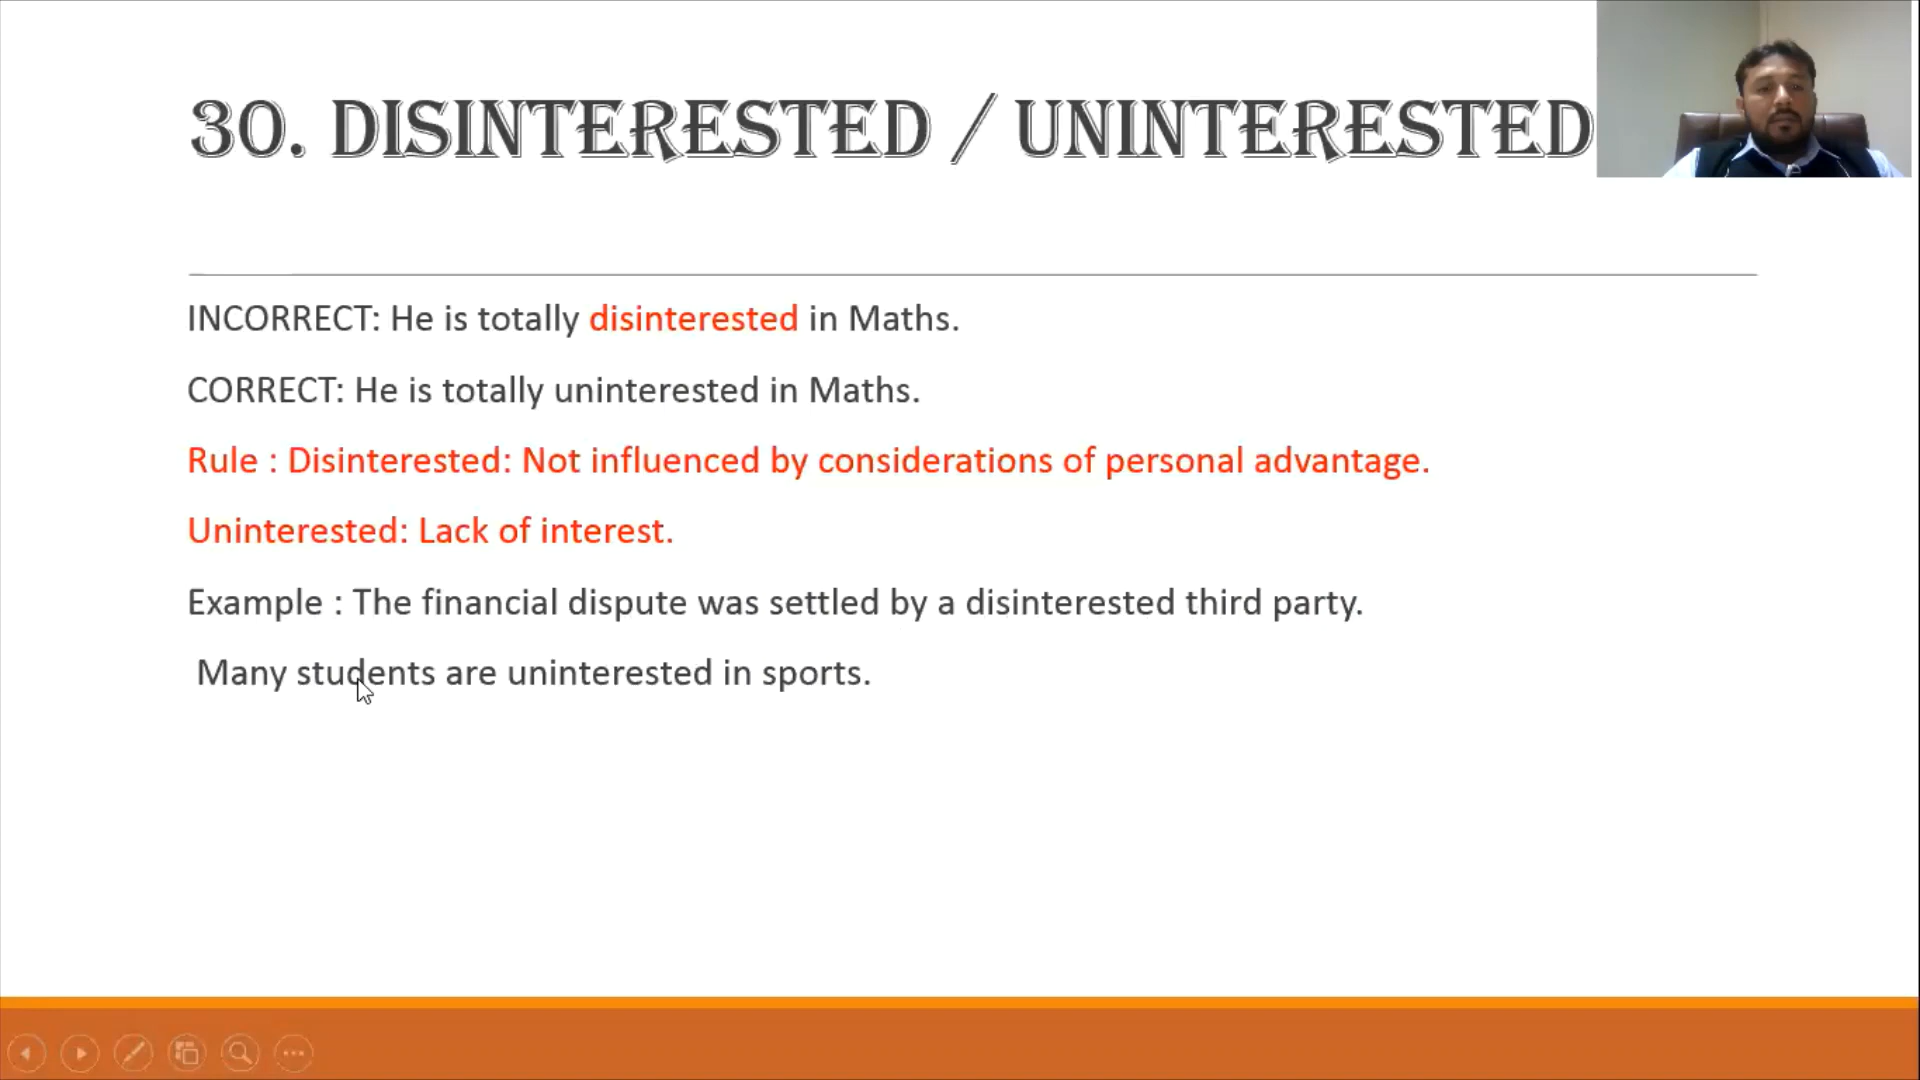 30. DISINTERESTED / UNINTERESTED
INCORRECT: He is totally disinterested in Maths.
CORRECT: He is totally uninterested in Maths.
Rule : Disinterested: Not influenced by considerations of personal advantage.
Uninterested: Lack of interest.
Example : The financial dispute was settled by a disinterested third party.
Many students are uninterested in sports.